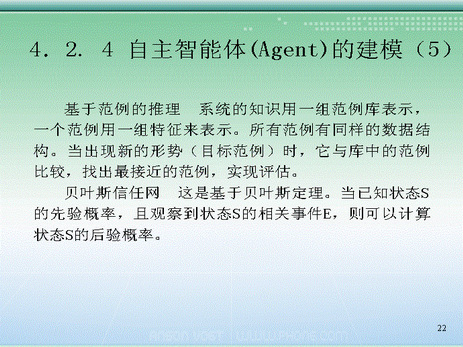 4. 2. 4 自主智能体(Agent)的建模（5）
基于范例的推理　系统的知识用一组范例库表示，
一个范例用一组特征来表示。所有范例有同样的数据结
构。当出现新的形势（目标范例）时，它与库中的范例
比较，找出最接近的范例，实现评估。
贝叶斯信任网　这是基于贝叶斯定理。当已知状态S
的先验概率，且观察到状态S的相关事件E，则可以计算
状态S的后验概率。
22